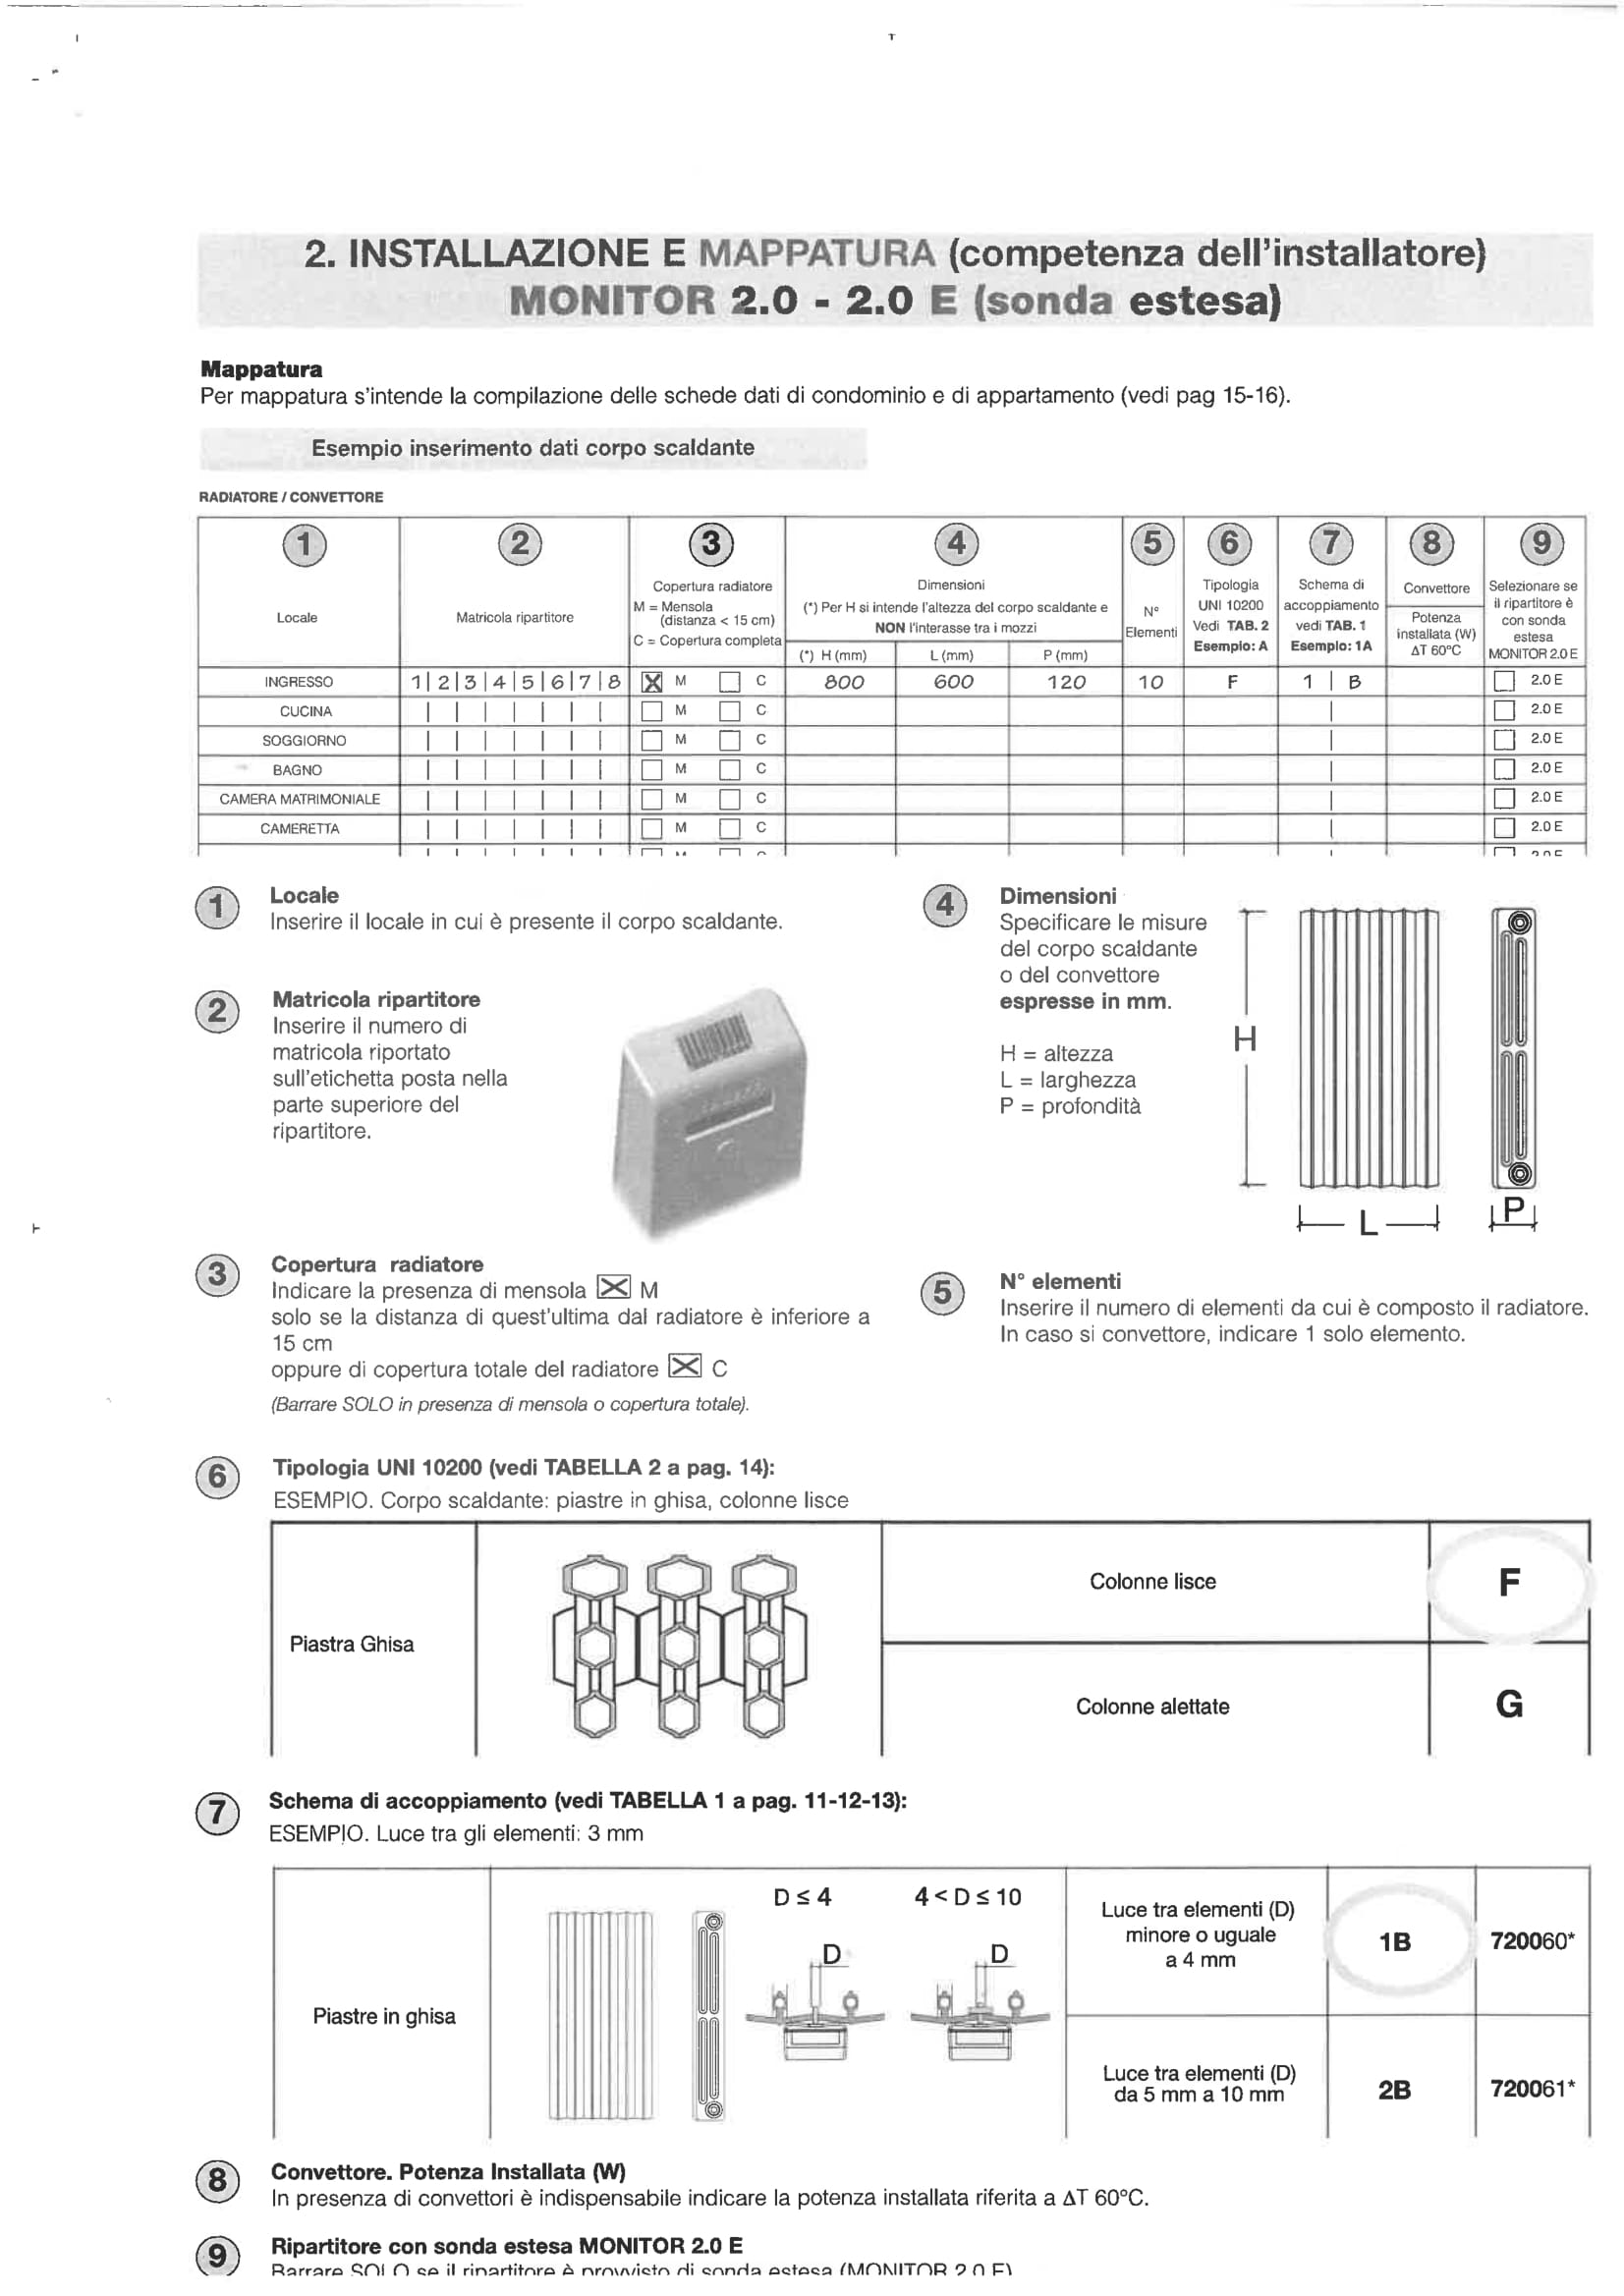 2. INSTALLAZIONE E MAPPATURA (competenza dell'installatore)
MONITOR 2.0 - 2.0 E (sonda estesa)
Mappatura
Per mappatura s'intende la compilazione delle schede dati di condominio e di appartamento (vedi pag 15-16).
Esempio inserimento dati corpo scaldante
RADIATORE / CONVETTORE
1 2 3 4 5 6 7 8 9
Locale
Matricola ripartitore
Copertura radiatore
M = Mensola
(distanza < 15 cm)
C = Copertura completa
Dimensioni
(*) Per H si intende l'altezza del corpo scaldante e
NON l'interasse tra i mozzi
(*) H (mm) L (mm) P (mm)
N°
Elementi
Tipologia
UNI 10200
Vedi TAB. 2
Esempio: A
Schema di
accoppiamento
vedi TAB. 1
Esempio: 1A
Convettore
Potenza
installata (W)
ΔT 60°C
Selezionare se
il ripartitore è
con sonda
estesa
MONITOR 2.0 E
INGRESSO 1|2|3|4|5|6|7|8 X M C 800 600 120 10 F 1 | B 2.0 E
CUCINA M C 2.0 E
SOGGIORNO M C 2.0 E
BAGNO M C 2.0 E
CAMERA MATRIMONIALE M C 2.0 E
CAMERETTA M C 2.0 E
1 Locale
Inserire il locale in cui è presente il corpo scaldante.
2 Matricola ripartitore
Inserire il numero di
matricola riportato
sull'etichetta posta nella
parte superiore del
ripartitore.
3 Copertura radiatore
Indicare la presenza di mensola X M
solo se la distanza di quest'ultima dal radiatore è inferiore a
15 cm
oppure di copertura totale del radiatore X C
(Barrare SOLO in presenza di mensola o copertura totale).
4 Dimensioni
Specificare le misure
del corpo scaldante
o del convettore
espresse in mm.
H = altezza
L = larghezza
P = profondità
H
L
P
5 N° elementi
Inserire il numero di elementi da cui è composto il radiatore.
In caso si convettore, indicare 1 solo elemento.
6 Tipologia UNI 10200 (vedi TABELLA 2 a pag. 14):
ESEMPIO. Corpo scaldante: piastre in ghisa, colonne lisce
Piastra Ghisa
Colonne lisce F
Colonne alettate G
7 Schema di accoppiamento (vedi TABELLA 1 a pag. 11-12-13):
ESEMPIO. Luce tra gli elementi: 3 mm
Piastre in ghisa
D ≤ 4 4 < D ≤ 10
D D
Luce tra elementi (D)
minore o uguale
a 4 mm
1B 720060*
Luce tra elementi (D)
da 5 mm a 10 mm
2B 720061*
8 Convettore. Potenza Installata (W)
In presenza di convettori è indispensabile indicare la potenza installata riferita a ΔT 60°C.
9 Ripartitore con sonda estesa MONITOR 2.0 E
Barrare SOLO se il ripartitore è provvisto di sonda estesa (MONITOR 2.0 E)